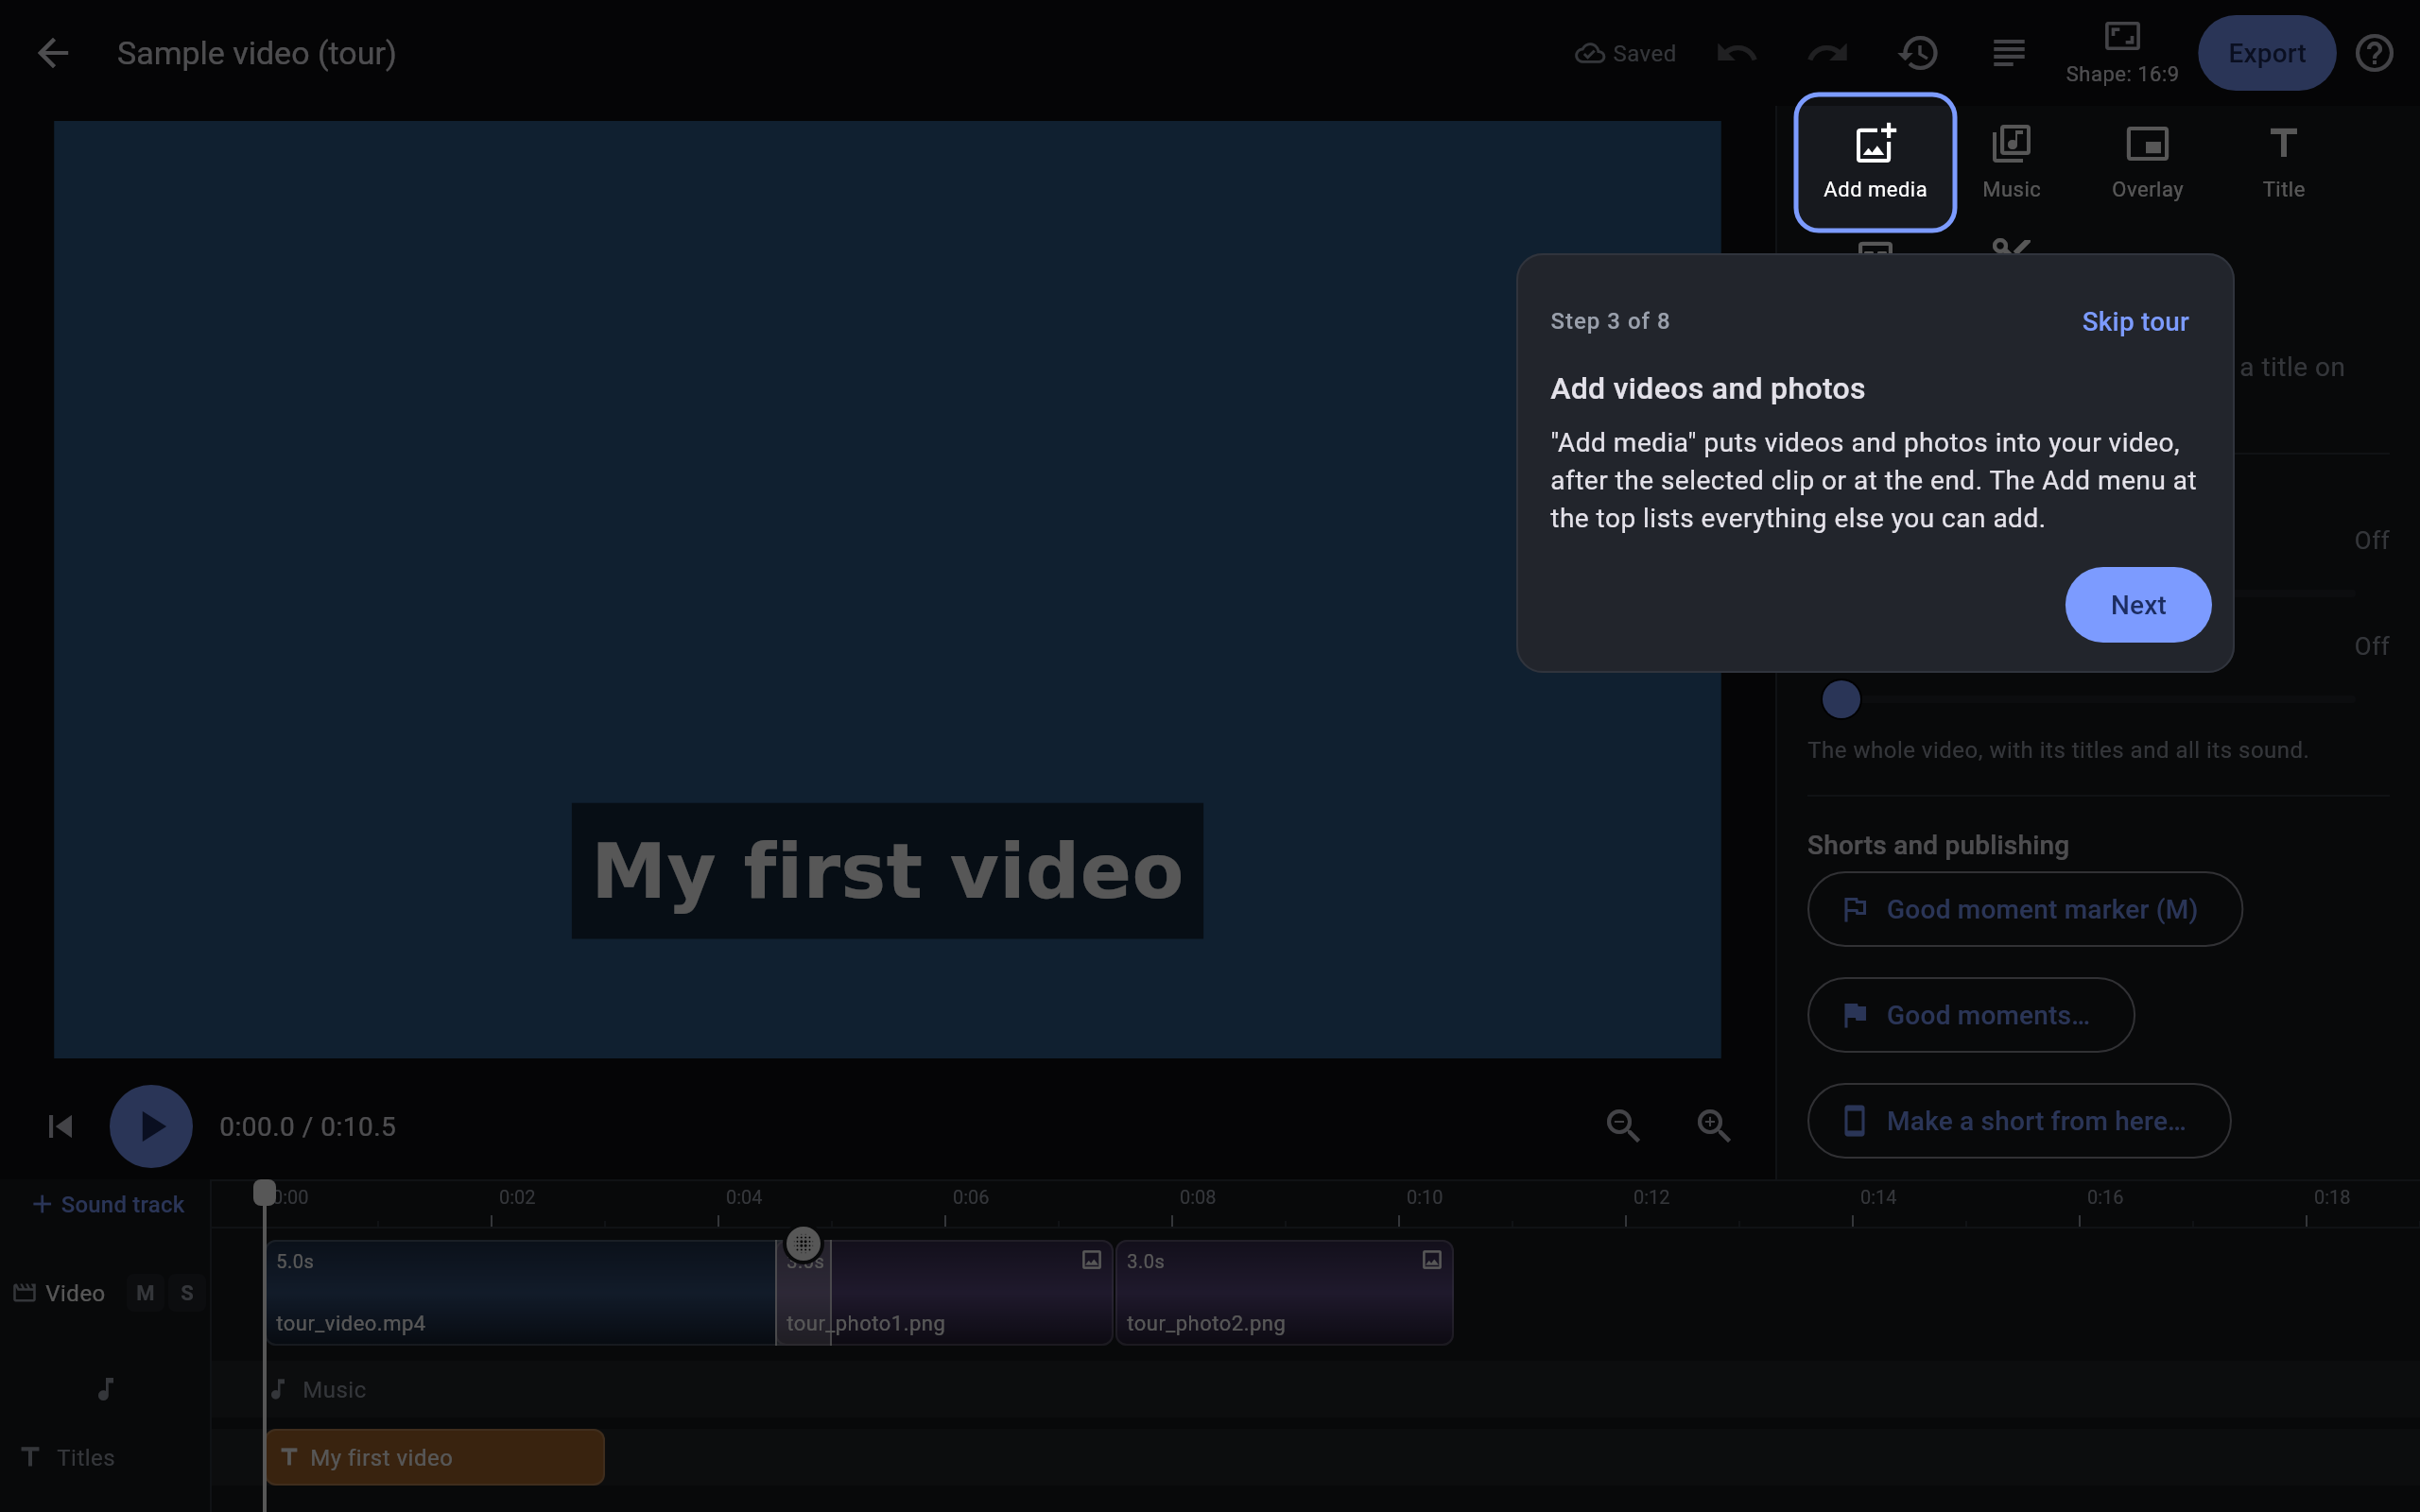 Sample video (tour)
Saved
Shape: 16:9
Export
Add media
Music
Overlay
Title
Step 3 of 8
Skip tour
Add videos and photos
"Add media" puts videos and photos into your video,
after the selected clip or at the end. The Add menu at
the top lists everything else you can add.
Next
a title on
Off
Off
The whole video, with its titles and all its sound.
Shorts and publishing
Good moment marker (M)
Good moments...
Make a short from here...
My first video
0:00.0 / 0:10.5
Sound track
0:00 0:02 0:04 0:06 0:08 0:10 0:12 0:14 0:16 0:18
Video M S
5.0s 3.0s 3.0s
tour_video.mp4 tour_photo1.png tour_photo2.png
Music
Titles
My first video